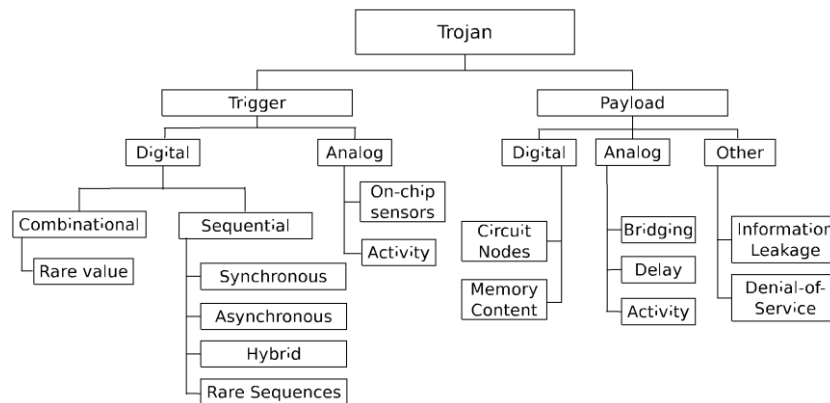 Trojan
Trigger
Payload
Digital
Analog
Digital
Analog
Other
Combinational
Sequential
On-chip
sensors
Activity
Rare value
Synchronous
Asynchronous
Hybrid
Rare Sequences
Circuit
Nodes
Memory
Content
Bridging
Delay
Activity
Information
Leakage
Denial-of-
Service